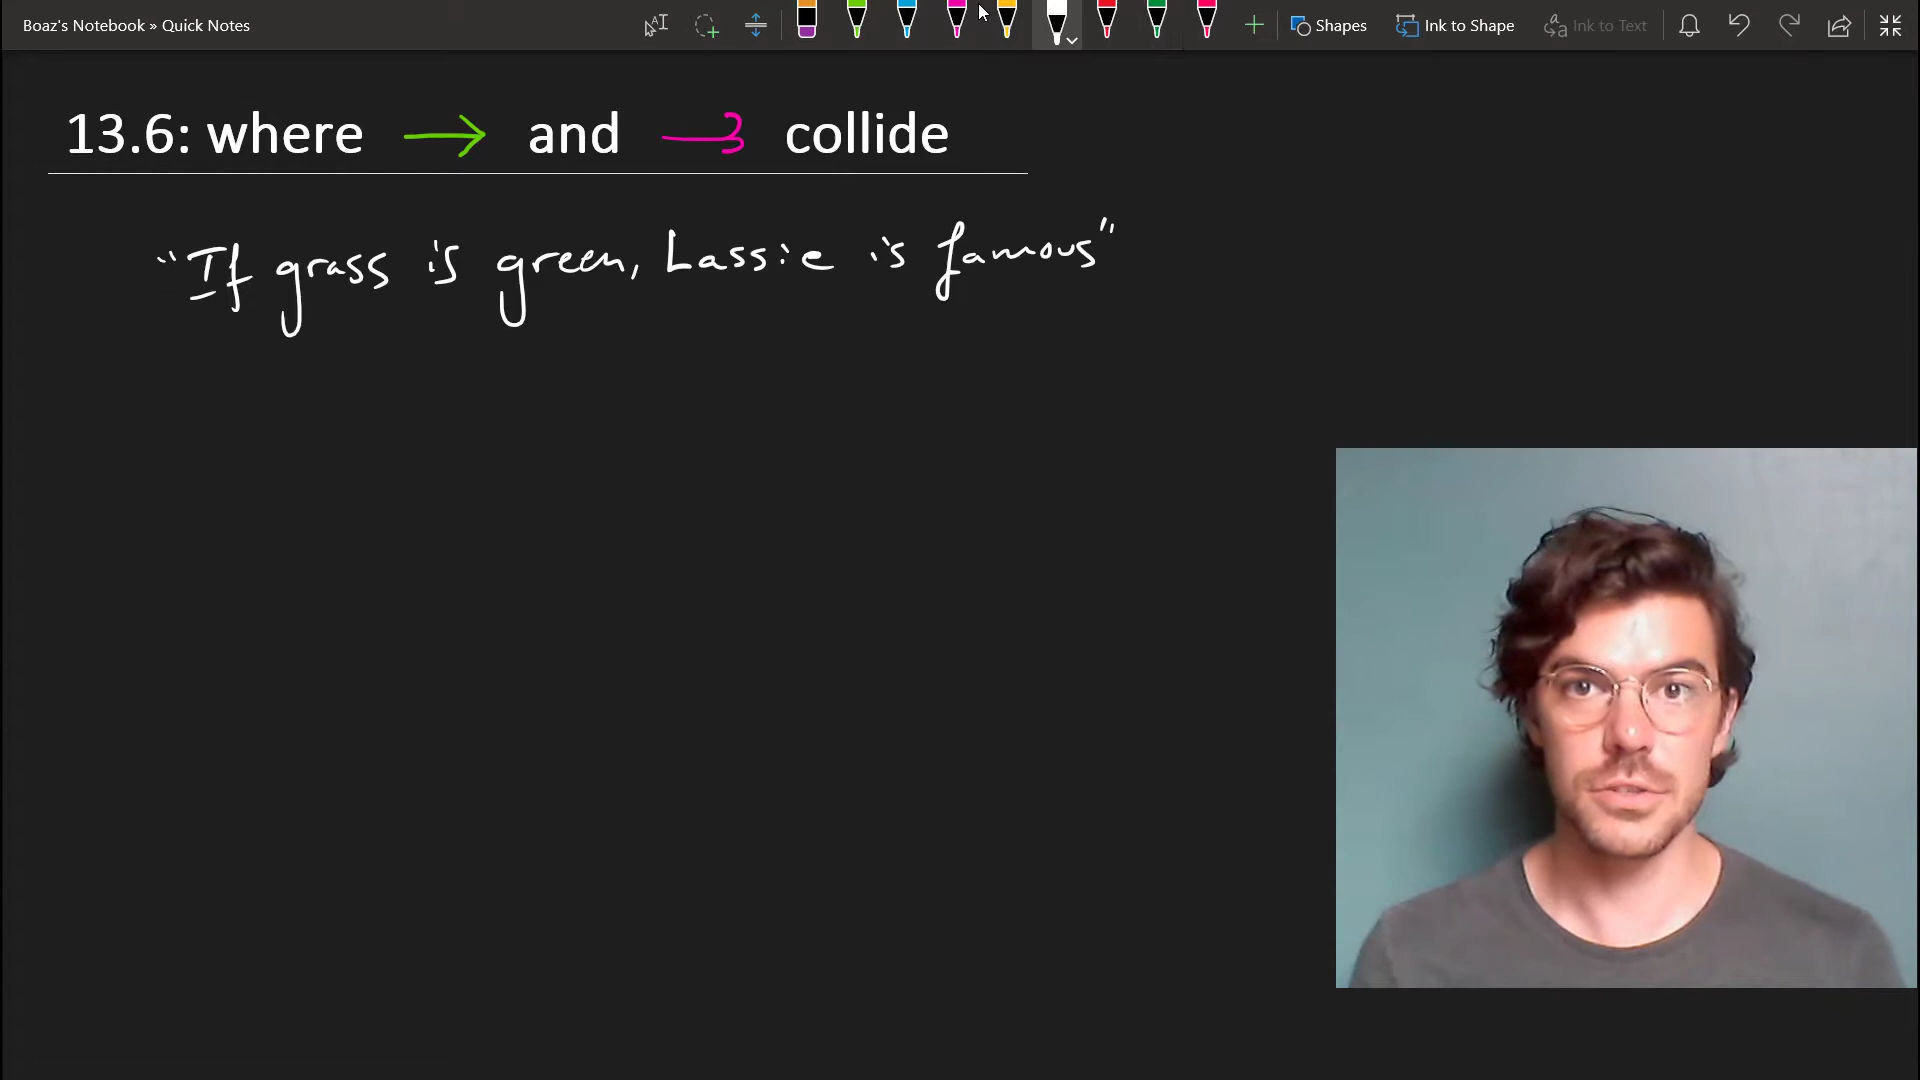 Boaz's Notebook » Quick Notes
Shapes
Ink to Shape
Ink to Text
13.6: where → and ⥽ collide
"If grass is green, Lassie is famous"